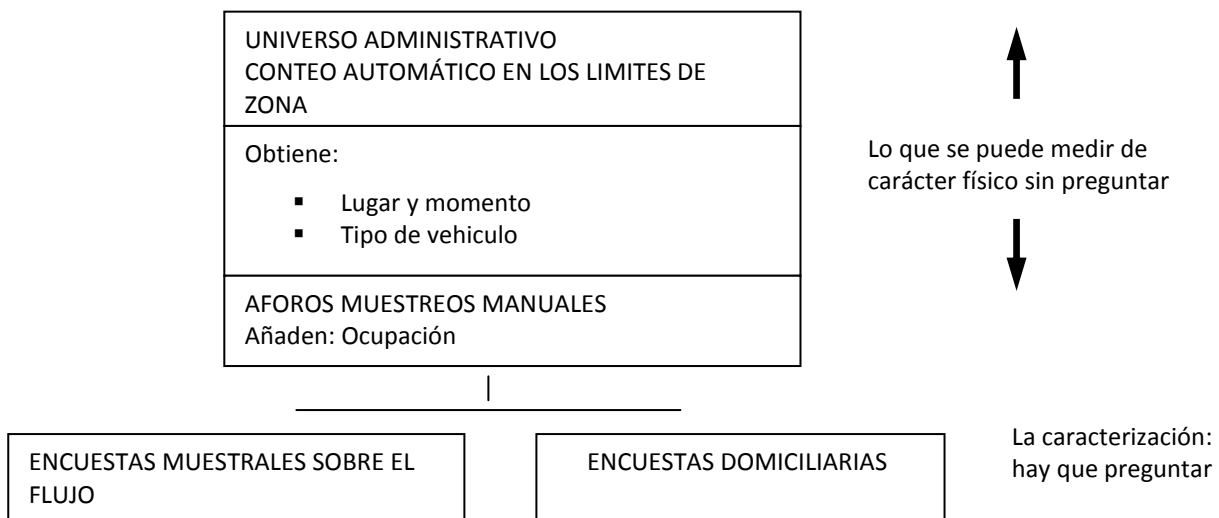 UNIVERSO ADMINISTRATIVO
CONTEO AUTOMÁTICO EN LOS LIMITES DE
ZONA
Obtiene:
▪ Lugar y momento
▪ Tipo de vehiculo
Lo que se puede medir de
carácter físico sin preguntar
AFOROS MUESTREOS MANUALES
Añaden: Ocupación
ENCUESTAS MUESTRALES SOBRE EL
FLUJO
ENCUESTAS DOMICILIARIAS
La caracterización:
hay que preguntar